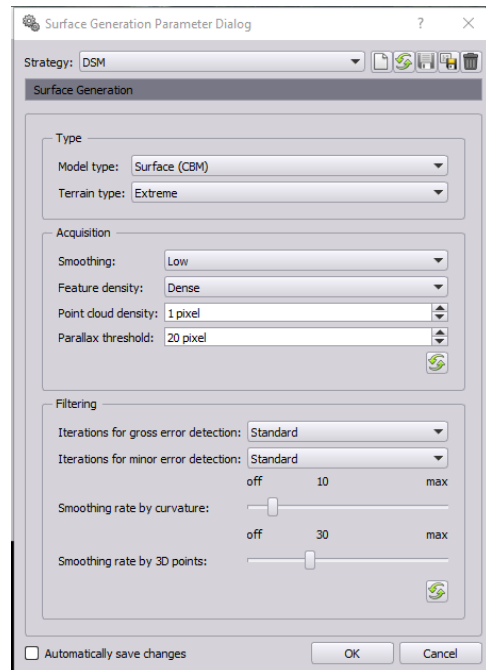 Surface Generation Parameter Dialog ?
Strategy: DSM
Surface Generation
Type
Model type: Surface (CBM)
Terrain type: Extreme
Acquisition
Smoothing: Low
Feature density: Dense
Point cloud density: 1 pixel
Parallax threshold: 20 pixel
Filtering
Iterations for gross error detection: Standard
Iterations for minor error detection: Standard
off 10 max
Smoothing rate by curvature:
off 30 max
Smoothing rate by 3D points:
Automatically save changes OK Cancel